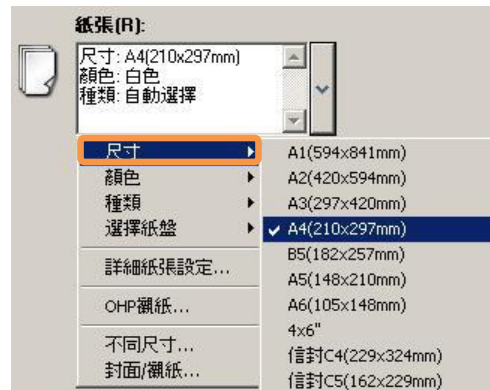 紙張(R):
尺寸: A4(210x297mm)
顏色: 白色
種類: 自動選擇
尺寸
顏色
種類
選擇紙盤
詳細紙張設定...
OHP襯紙...
不同尺寸...
封面/襯紙...
A1(594x841mm)
A2(420x594mm)
A3(297x420mm)
A4(210x297mm)
B5(182x257mm)
A5(148x210mm)
A6(105x148mm)
4x6"
信封C4(229x324mm)
信封C5(162x229mm)